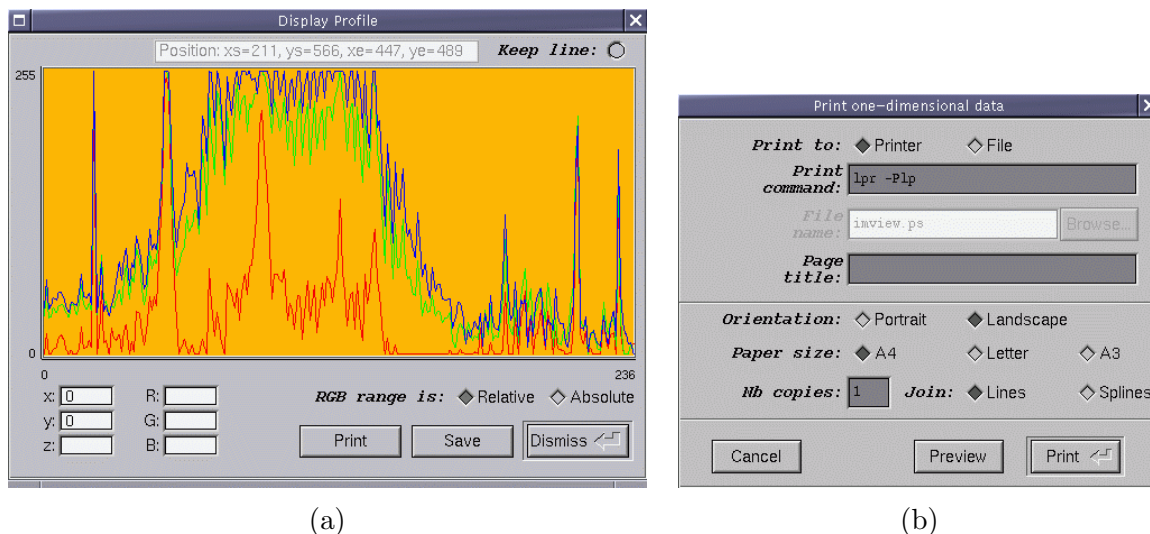 Display Profile
Position: xs=211, ys=566, xe=447, ye=489
Keep line:
255
0
0
236
x: 0 R:
RGB range is: Relative Absolute
y: 0 G:
z: B:
Print Save Dismiss
(a)
Print one-dimensional data
Print to: Printer File
Print
command: lpr -Plp
File
name: imview.ps Browse...
Page
title:
Orientation: Portrait Landscape
Paper size: A4 Letter A3
Nb copies: 1 Join: Lines Splines
Cancel Preview Print
(b)